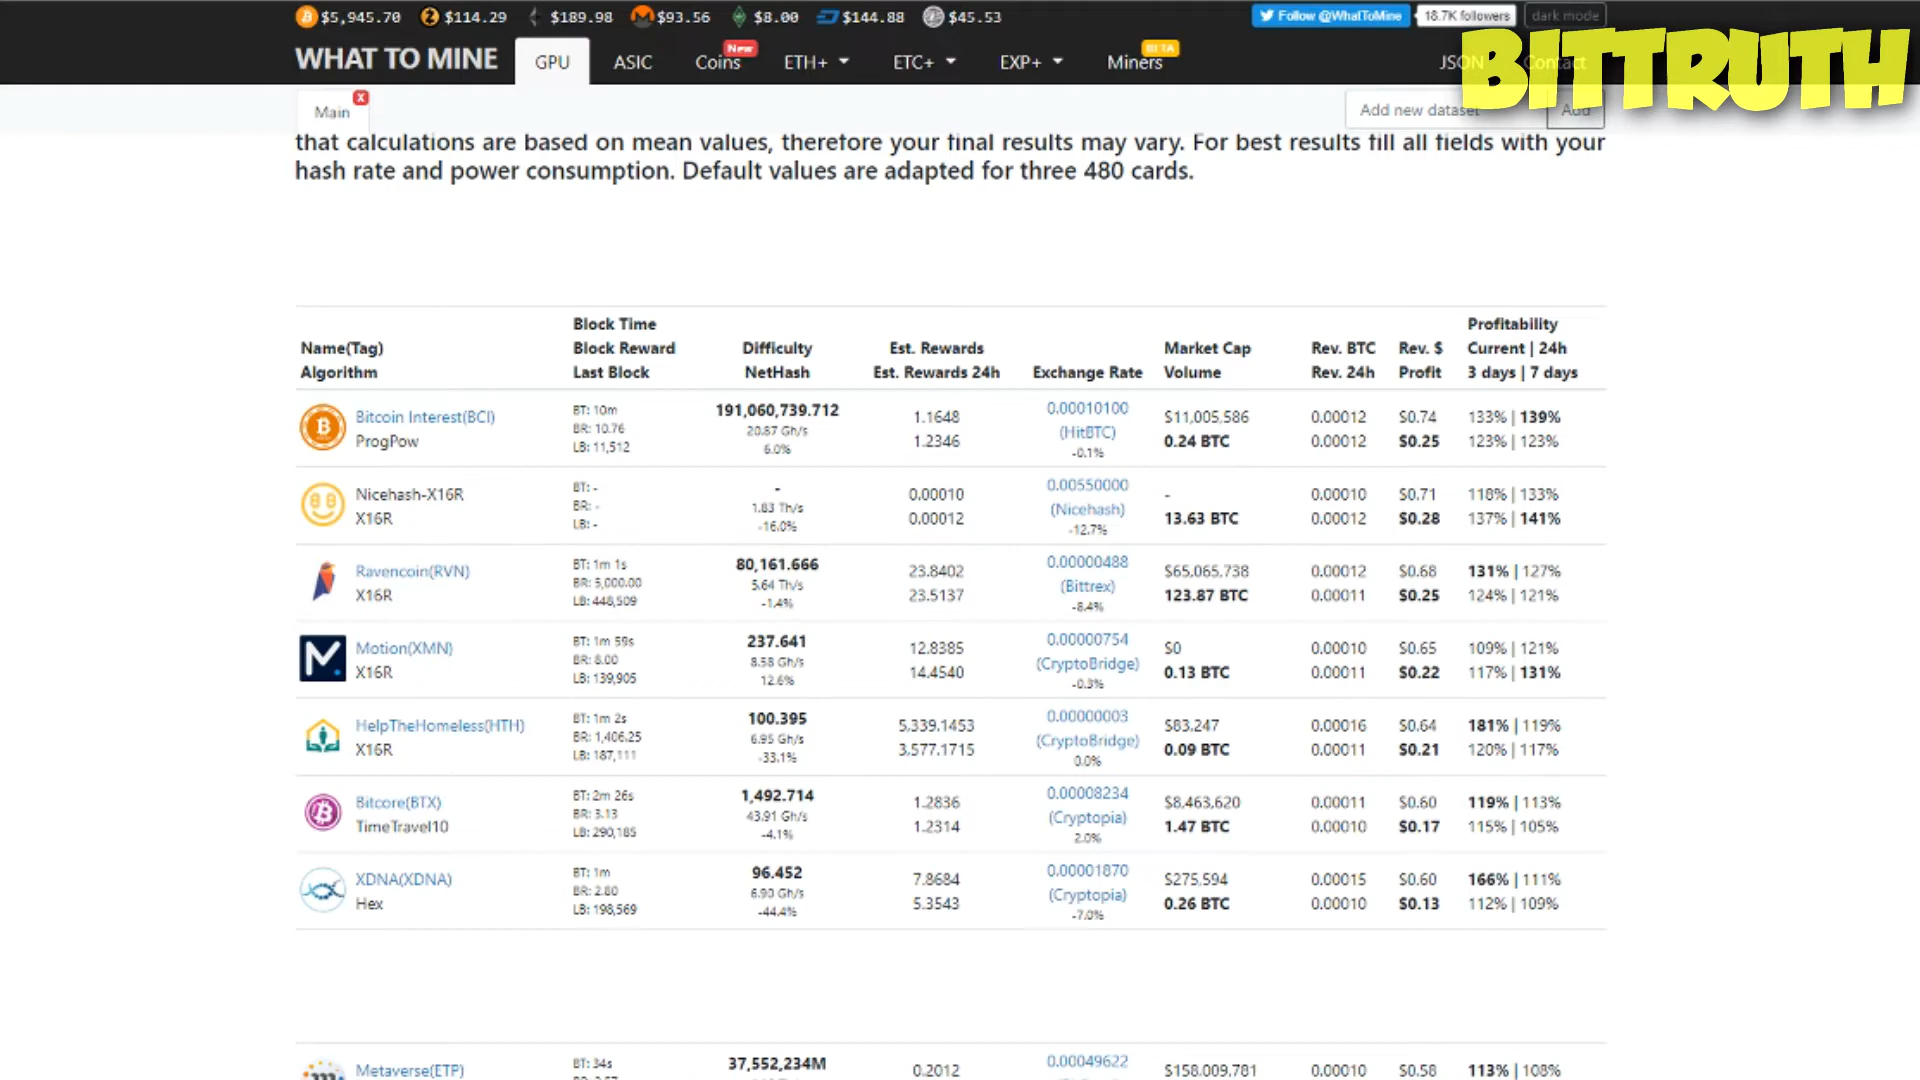 $5,945.70 $114.29 $189.98 $93.56 $8.00 $144.88 $45.53 Follow @WhatToMine 18.7K followers dark mode
WHAT TO MINE GPU ASIC Coins New ETH+ ETC+ EXP+ Miners BETA JSON Contact
BITTRUTH
Main X Add new dataset Add
that calculations are based on mean values, therefore your final results may vary. For best results fill all fields with your
hash rate and power consumption. Default values are adapted for three 480 cards.
Block Time Profitability
Name(Tag) Block Reward Difficulty Est. Rewards Market Cap Rev. BTC Rev. $ Current | 24h
Algorithm Last Block NetHash Est. Rewards 24h Exchange Rate Volume Rev. 24h Profit 3 days | 7 days
Bitcoin Interest(BCI) BT: 10m 191,060,739.712 1.1648 0.00010100 $11,005,586 0.00012 $0.74 133% | 139%
ProgPow BR: 10.76 20.87 Gh/s 1.2346 (HitBTC) 0.24 BTC 0.00012 $0.25 123% | 123%
LB: 11,512 6.0% -0.1%
Nicehash-X16R BT: - - 0.00010 0.00550000 - 0.00010 $0.71 118% | 133%
X16R BR: - 1.83 Th/s 0.00012 (Nicehash) 13.63 BTC 0.00012 $0.28 137% | 141%
LB: - -16.0% -12.7%
Ravencoin(RVN) BT: 1m 1s 80,161.666 23.8402 0.00000488 $65,065,738 0.00012 $0.68 131% | 127%
X16R BR: 5,000.00 5.64 Th/s 23.5137 (Bittrex) 123.87 BTC 0.00011 $0.25 124% | 121%
LB: 448,509 -1.4% -8.4%
Motion(XMN) BT: 1m 59s 237.641 12.8385 0.00000754 $0 0.00010 $0.65 109% | 121%
X16R BR: 8.00 8.58 Gh/s 14.4540 (CryptoBridge) 0.13 BTC 0.00011 $0.22 117% | 131%
LB: 139,905 12.6% -0.3%
HelpTheHomeless(HTH) BT: 1m 2s 100.395 5,339.1453 0.00000003 $83,247 0.00016 $0.64 181% | 119%
X16R BR: 1,406.25 6.95 Gh/s 3,577.1715 (CryptoBridge) 0.09 BTC 0.00011 $0.21 120% | 117%
LB: 187,111 -33.1% 0.0%
Bitcore(BTX) BT: 2m 26s 1,492.714 1.2836 0.00008234 $8,463,620 0.00011 $0.60 119% | 113%
TimeTravel10 BR: 3.13 43.91 Gh/s 1.2314 (Cryptopia) 1.47 BTC 0.00010 $0.17 115% | 105%
LB: 290,185 -4.1% 2.0%
XDNA(XDNA) BT: 1m 96.452 7.8684 0.00001870 $275,594 0.00015 $0.60 166% | 111%
Hex BR: 2.80 6.90 Gh/s 5.3543 (Cryptopia) 0.26 BTC 0.00010 $0.13 112% | 109%
LB: 198,569 -44.4% -7.0%
Metaverse(ETP) BT: 34s 37,552,234M 0.2012 0.00049622 $158,009,781 0.00010 $0.58 113% | 108%